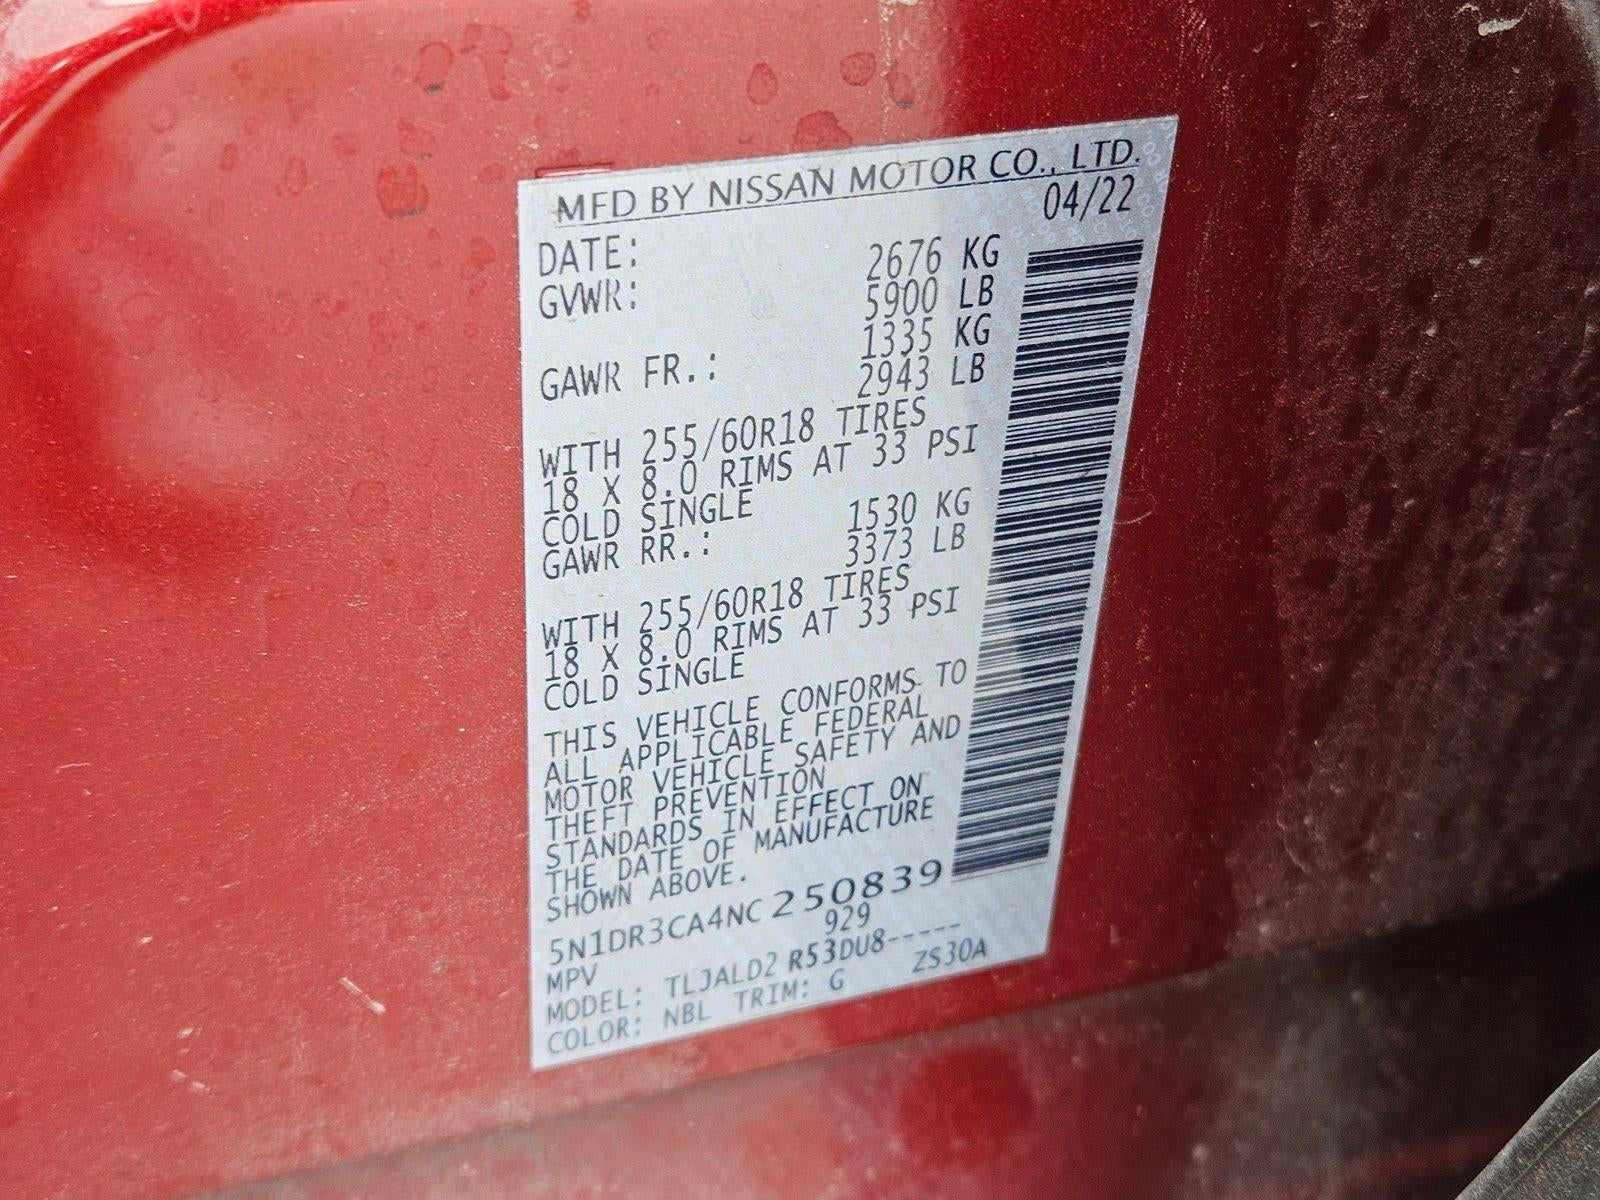 MFD BY NISSAN MOTOR CO., LTD.
DATE: 04/22
GVWR: 2676 KG
5900 LB
GAWR FR.: 1335 KG
2943 LB
WITH 255/60R18 TIRES
18 X 8.0 RIMS AT 33 PSI
COLD SINGLE
GAWR RR.: 1530 KG
3373 LB
WITH 255/60R18 TIRES
18 X 8.0 RIMS AT 33 PSI
COLD SINGLE
THIS VEHICLE CONFORMS TO
ALL APPLICABLE FEDERAL
MOTOR VEHICLE SAFETY AND
THEFT PREVENTION
STANDARDS IN EFFECT ON
THE DATE OF MANUFACTURE
SHOWN ABOVE.
5N1DR3CA4NC250839
MPV 929
MODEL: TLJALD2 R53DU8-----
COLOR: NBL TRIM: G ZS30A